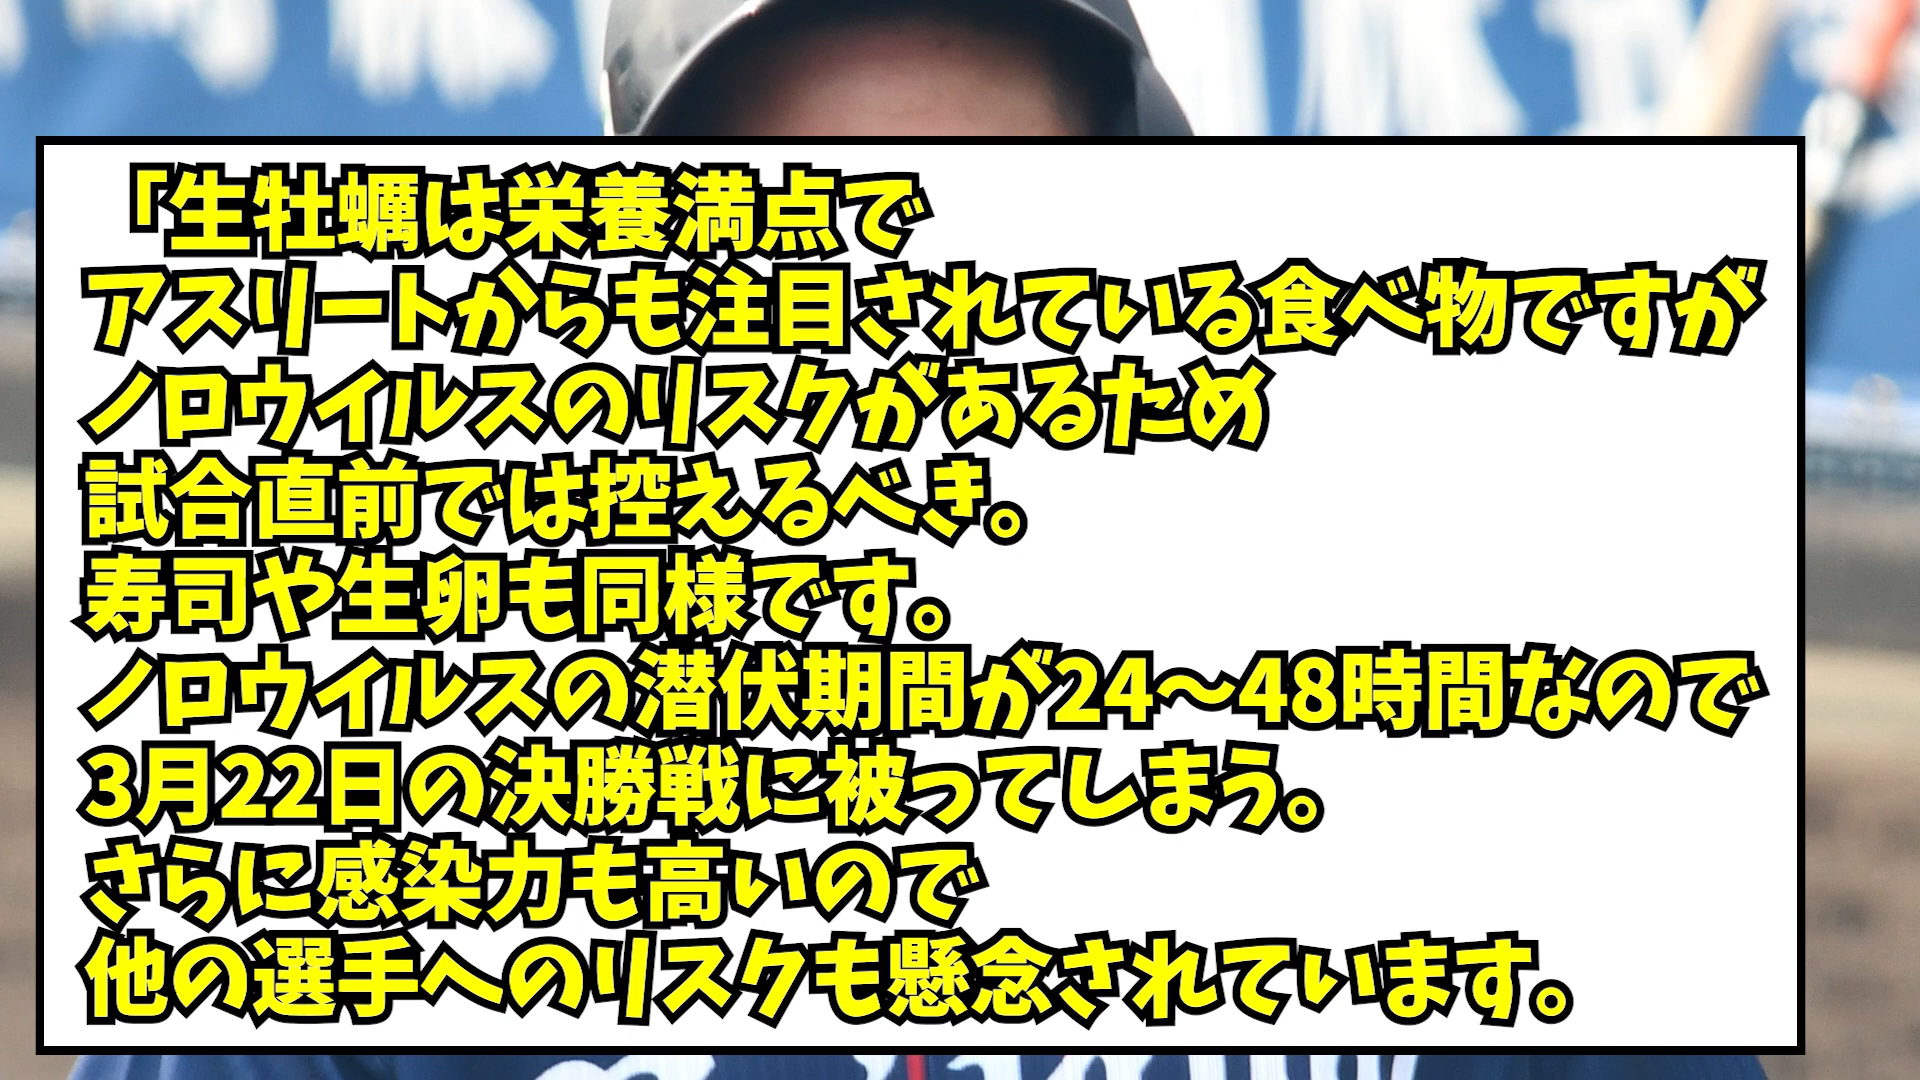 「生牡蠣は栄養満点で
アスリートからも注目されている食べ物ですが
ノロウイルスのリスクがあるため
試合直前では控えるべき。
寿司や生卵も同様です。
ノロウイルスの潜伏期間が24～48時間なので
3月22日の決勝戦に被ってしまう。
さらに感染力も高いので
他の選手へのリスクも懸念されています。